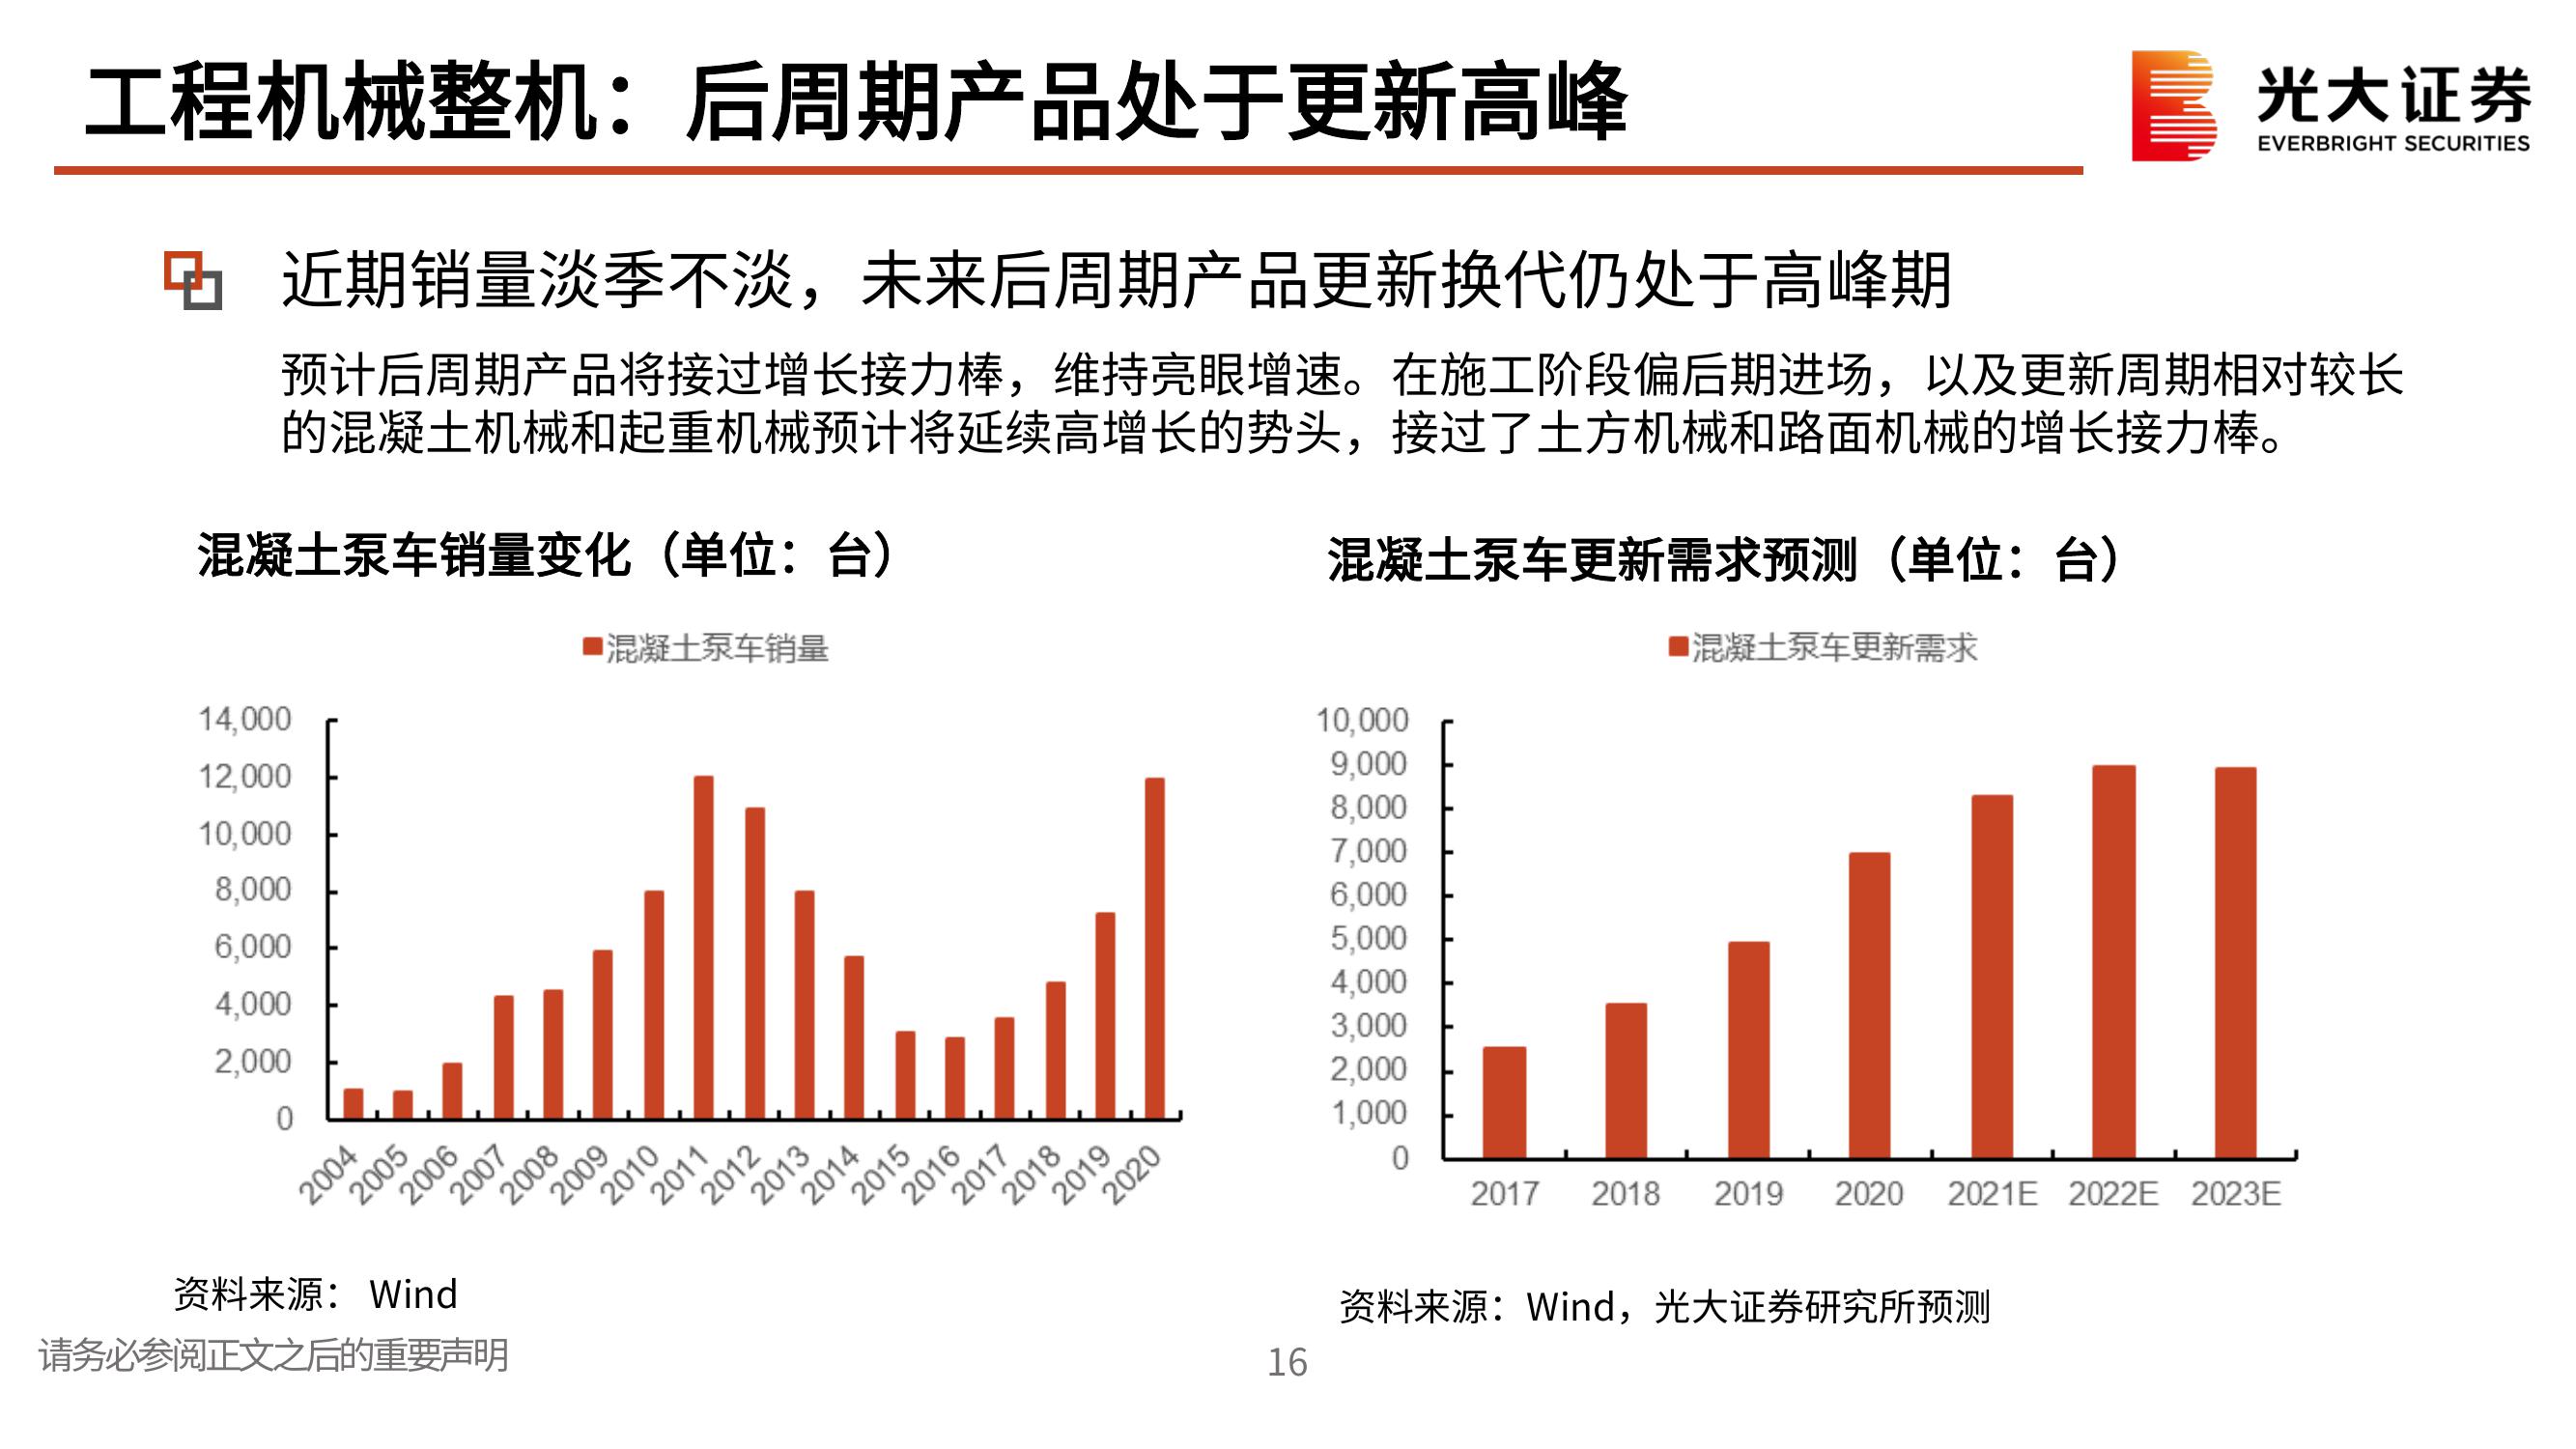 工程机械整机：后周期产品处于更新高峰
光大证券
EVERBRIGHT SECURITIES
近期销量淡季不淡，未来后周期产品更新换代仍处于高峰期
预计后周期产品将接过增长接力棒，维持亮眼增速。在施工阶段偏后期进场，以及更新周期相对较长
的混凝土机械和起重机械预计将延续高增长的势头，接过了土方机械和路面机械的增长接力棒。
混凝土泵车销量变化（单位：台）
混凝土泵车销量
14,000
12,000
10,000
8,000
6,000
4,000
2,000
0
2004 2005 2006 2007 2008 2009 2010 2011 2012 2013 2014 2015 2016 2017 2018 2019 2020
资料来源： Wind
混凝土泵车更新需求预测（单位：台）
混凝土泵车更新需求
10,000
9,000
8,000
7,000
6,000
5,000
4,000
3,000
2,000
1,000
0
2017 2018 2019 2020 2021E 2022E 2023E
资料来源：Wind，光大证券研究所预测
请务必参阅正文之后的重要声明
16